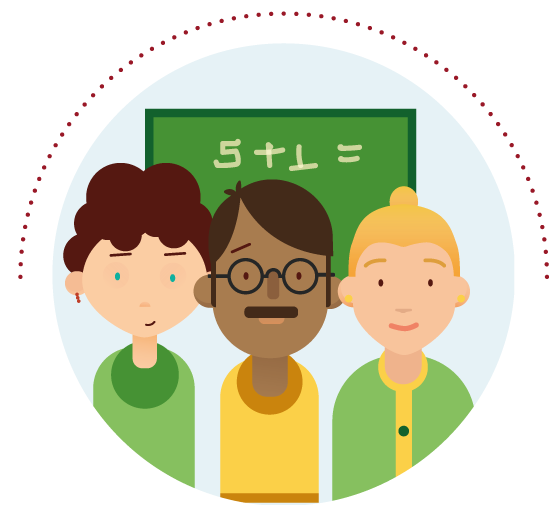 5 + 1 =